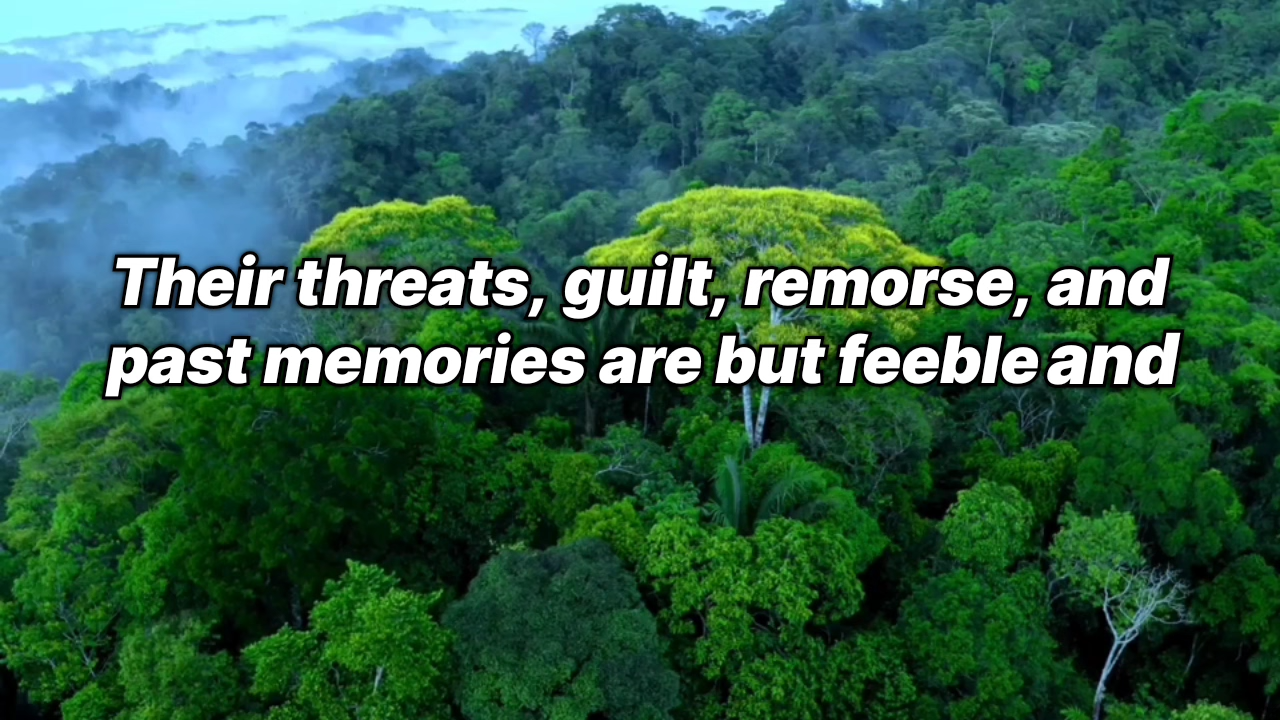 Their threats, guilt, remorse, and
past memories are but feeble and